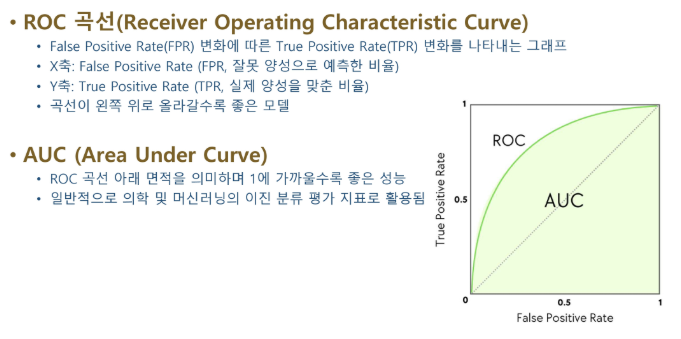 • ROC 곡선(Receiver Operating Characteristic Curve)
• False Positive Rate(FPR) 변화에 따른 True Positive Rate(TPR) 변화를 나타내는 그래프
• X축: False Positive Rate (FPR, 잘못 양성으로 예측한 비율)
• Y축: True Positive Rate (TPR, 실제 양성을 맞춘 비율)
• 곡선이 왼쪽 위로 올라갈수록 좋은 모델
• AUC (Area Under Curve)
• ROC 곡선 아래 면적을 의미하며 1에 가까울수록 좋은 성능
• 일반적으로 의학 및 머신러닝의 이진 분류 평가 지표로 활용됨
1
ROC
True Positive Rate
0.5
AUC
0
0.5
1
False Positive Rate